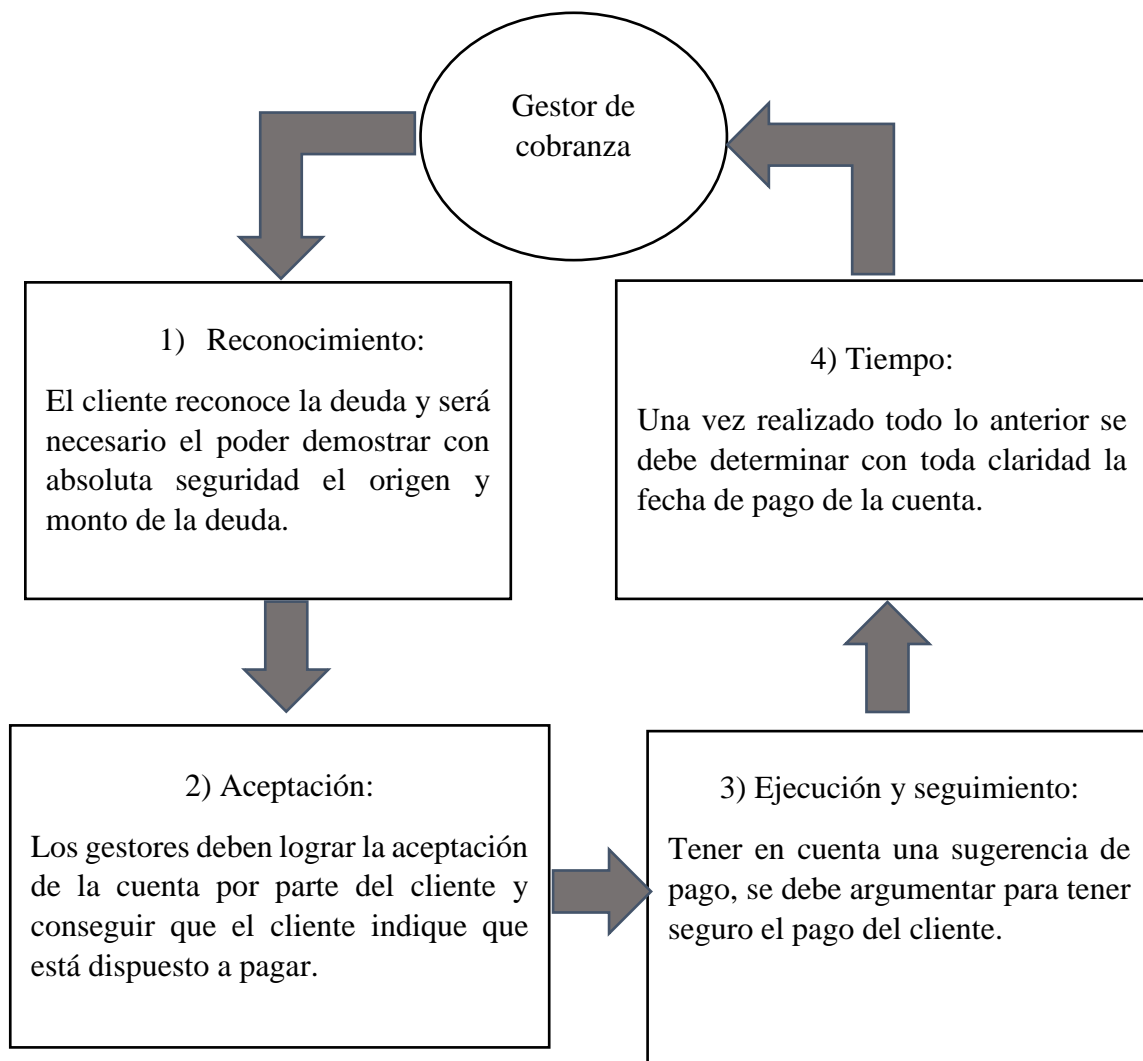 Gestor de
cobranza
1) Reconocimiento:
El cliente reconoce la deuda y será
necesario el poder demostrar con
absoluta seguridad el origen y
monto de la deuda.
2) Aceptación:
Los gestores deben lograr la aceptación
de la cuenta por parte del cliente y
conseguir que el cliente indique que
está dispuesto a pagar.
3) Ejecución y seguimiento:
Tener en cuenta una sugerencia de
pago, se debe argumentar para tener
seguro el pago del cliente.
4) Tiempo:
Una vez realizado todo lo anterior se
debe determinar con toda claridad la
fecha de pago de la cuenta.